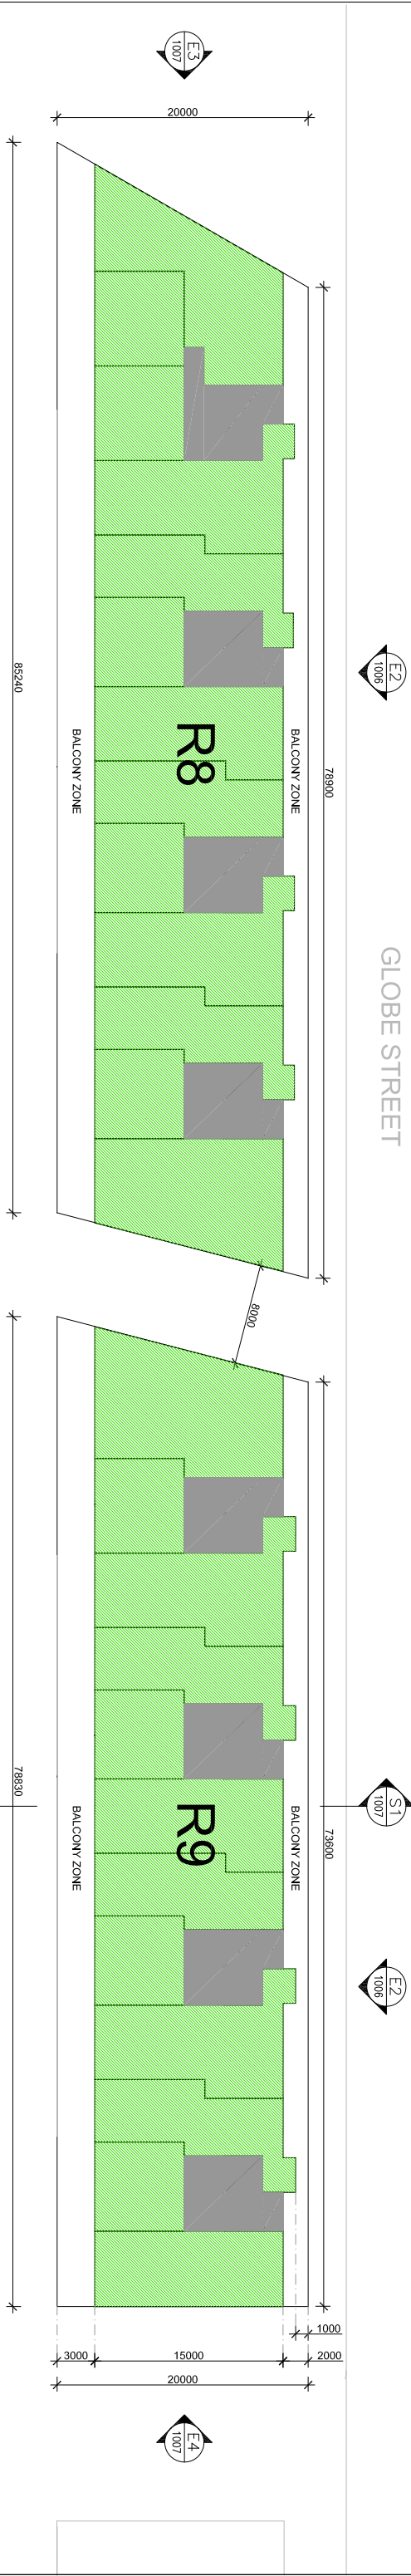 E3
1007
20000
E2
1006
78900
85240
BALCONY ZONE
R8
BALCONY ZONE
GLOBE STREET
8000
S1
1007
73600
78830
BALCONY ZONE
R9
BALCONY ZONE
E2
1006
1000
3000
15000
2000
20000
E4
1007